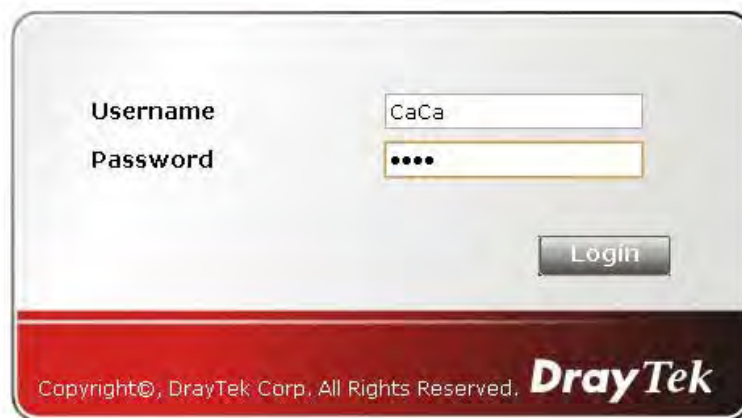 Username CaCa
Password ••••
Login
Copyright©, DrayTek Corp. All Rights Reserved. DrayTek